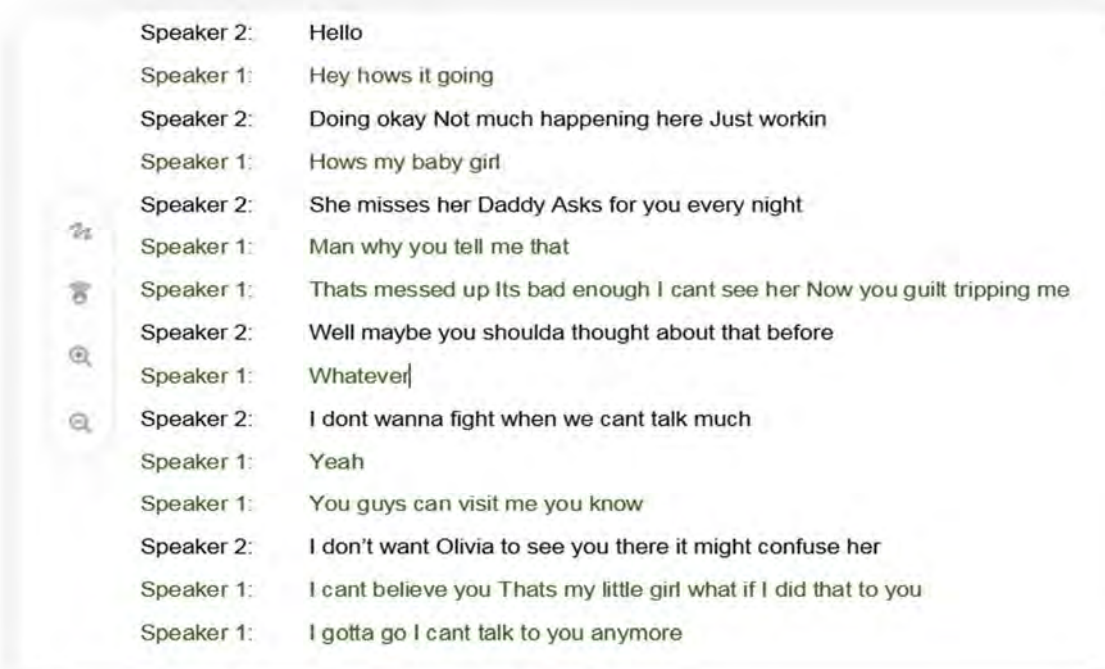 Speaker 2: Hello
Speaker 1: Hey hows it going
Speaker 2: Doing okay Not much happening here Just workin
Speaker 1: Hows my baby girl
Speaker 2: She misses her Daddy Asks for you every night
Speaker 1: Man why you tell me that
Speaker 1: Thats messed up Its bad enough I cant see her Now you guilt tripping me
Speaker 2: Well maybe you shoulda thought about that before
Speaker 1: Whatever
Speaker 2: I dont wanna fight when we cant talk much
Speaker 1: Yeah
Speaker 1: You guys can visit me you know
Speaker 2: I don't want Olivia to see you there it might confuse her
Speaker 1: I cant believe you Thats my little girl what if I did that to you
Speaker 1: I gotta go I cant talk to you anymore